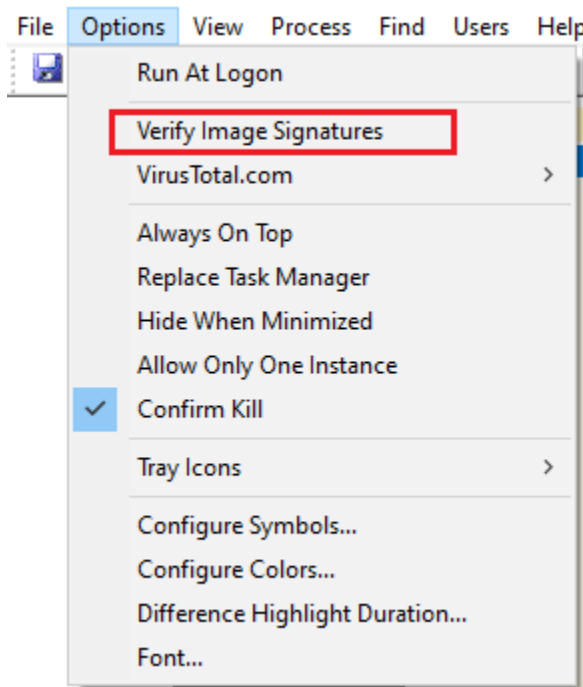 File Options View Process Find Users Help
Run At Logon
Verify Image Signatures
VirusTotal.com
Always On Top
Replace Task Manager
Hide When Minimized
Allow Only One Instance
Confirm Kill
Tray Icons
Configure Symbols...
Configure Colors...
Difference Highlight Duration...
Font...